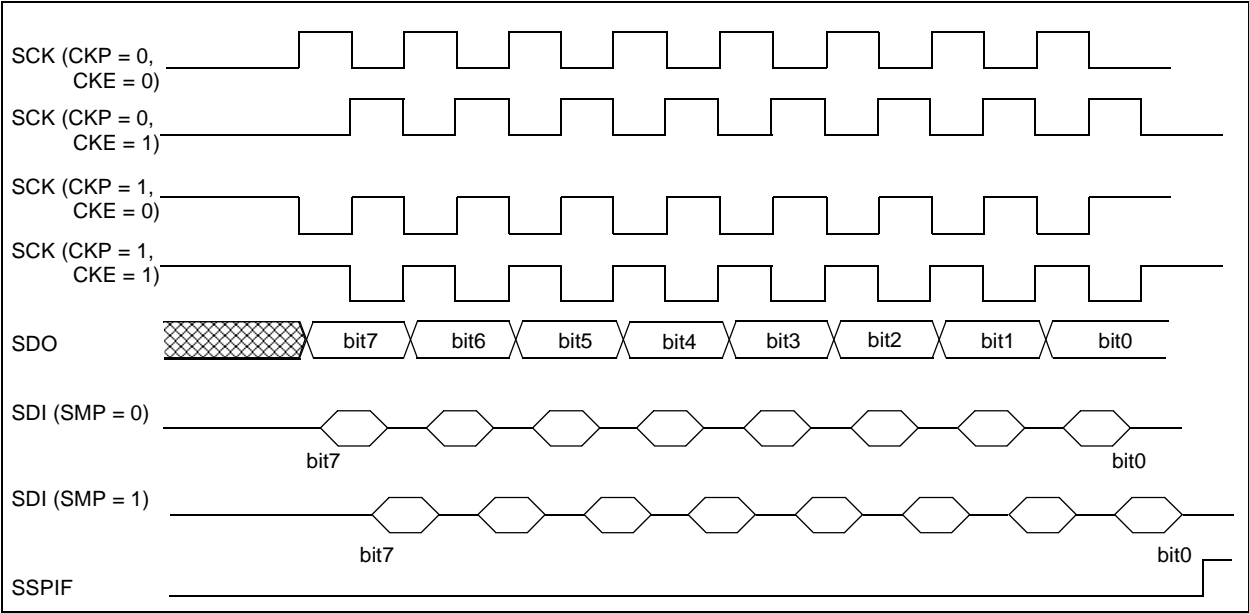 SCK (CKP = 0,
CKE = 0)
SCK (CKP = 0,
CKE = 1)
SCK (CKP = 1,
CKE = 0)
SCK (CKP = 1,
CKE = 1)
SDO bit7 bit6 bit5 bit4 bit3 bit2 bit1 bit0
SDI (SMP = 0)
bit7 bit0
SDI (SMP = 1)
bit7 bit0
SSPIF